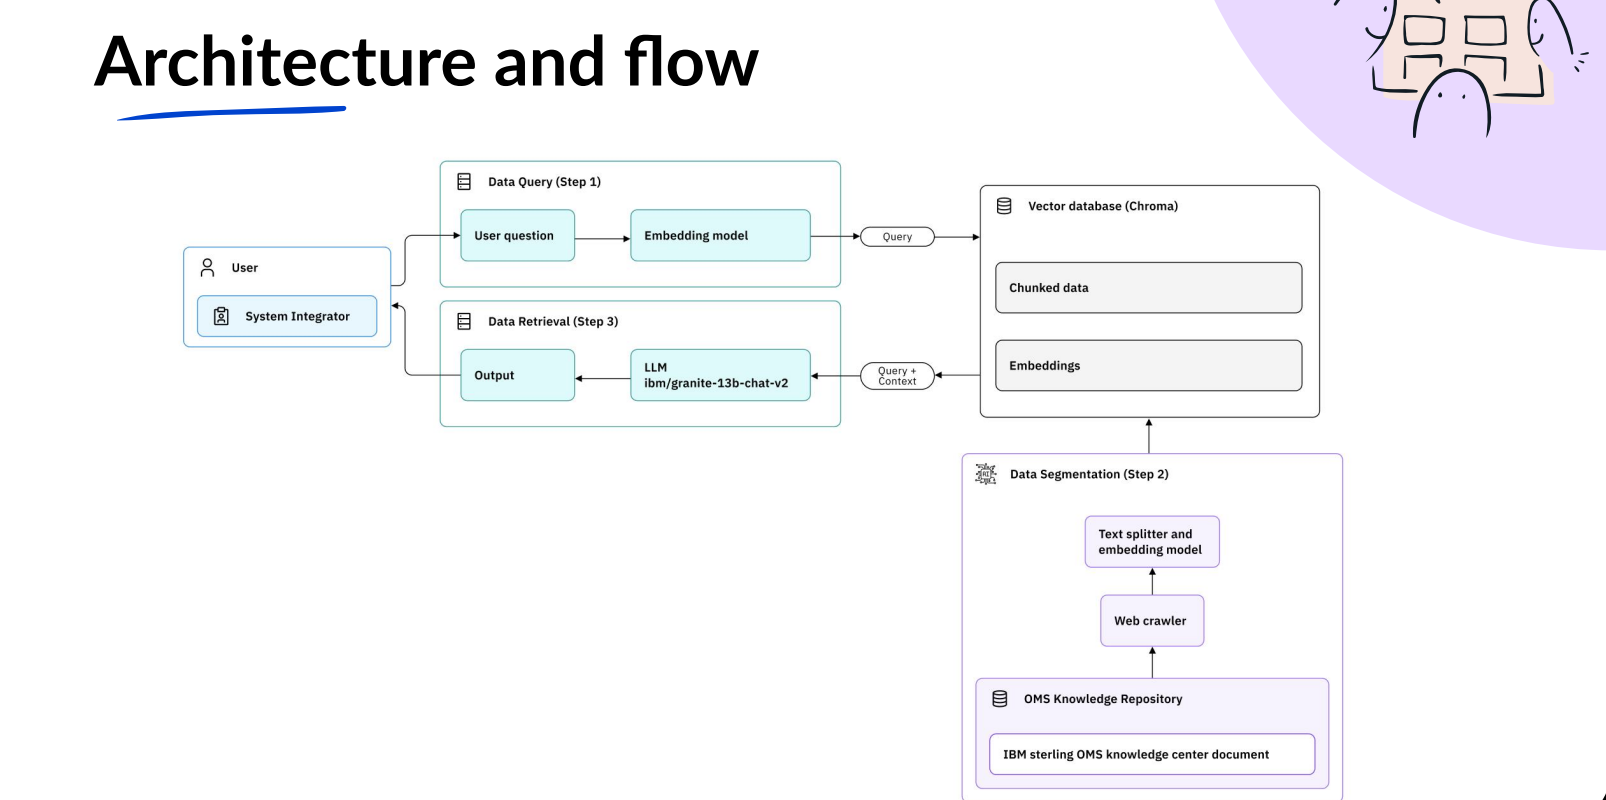 Architecture and flow
Data Query (Step 1)
User question
Embedding model
Query
Vector database (Chroma)
Chunked data
Embeddings
User
System Integrator
Data Retrieval (Step 3)
Output
LLM
ibm/granite-13b-chat-v2
Query +
Context
Data Segmentation (Step 2)
Text splitter and
embedding model
Web crawler
OMS Knowledge Repository
IBM sterling OMS knowledge center document